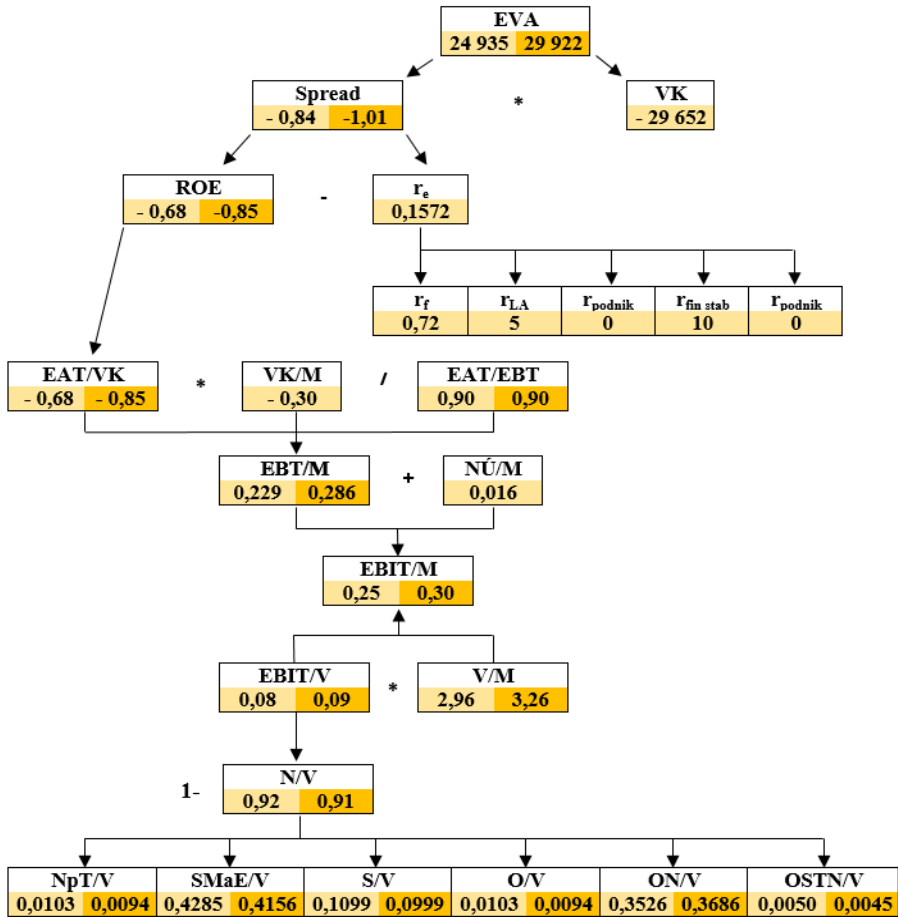 EVA
24 935 29 922
Spread
- 0,84 -1,01
*
VK
- 29 652
ROE
- 0,68 -0,85
-
rₑ
0,1572
r_f r_LA r_podnik r_fin stab r_podnik
0,72 5 0 10 0
EAT/VK * VK/M / EAT/EBT
- 0,68 - 0,85 - 0,30 0,90 0,90
EBT/M + NÚ/M
0,229 0,286 0,016
EBIT/M
0,25 0,30
EBIT/V * V/M
0,08 0,09 2,96 3,26
1- N/V
0,92 0,91
NpT/V SMaE/V S/V O/V ON/V OSTN/V
0,0103 0,0094 0,4285 0,4156 0,1099 0,0999 0,0103 0,0094 0,3526 0,3686 0,0050 0,0045